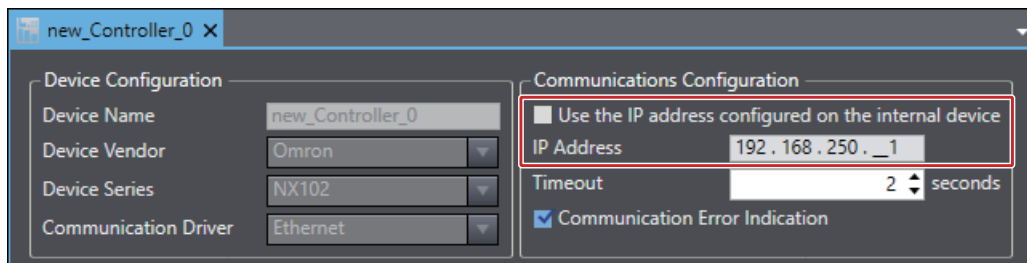 new_Controller_0
Device Configuration
Device Name new_Controller_0
Device Vendor Omron
Device Series NX102
Communication Driver Ethernet
Communications Configuration
Use the IP address configured on the internal device
IP Address 192 . 168 . 250 . _1
Timeout 2 seconds
Communication Error Indication